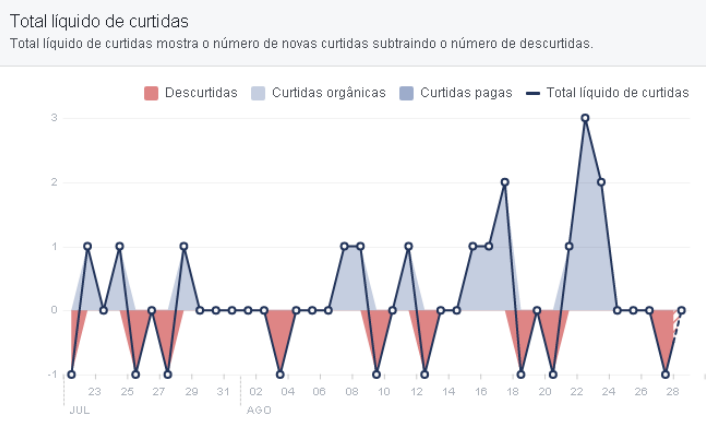 Total líquido de curtidas
Total líquido de curtidas mostra o número de novas curtidas subtraindo o número de descurtidas.
Descurtidas Curtidas orgânicas Curtidas pagas Total líquido de curtidas
3
2
1
0
-1
23 25 27 29 31 02 04 06 08 10 12 14 16 18 20 22 24 26 28
JUL AGO